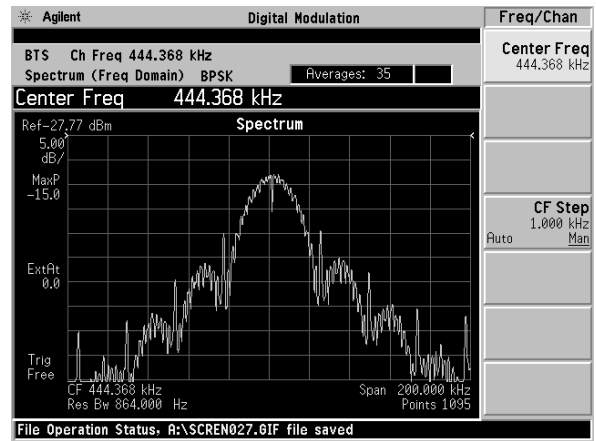 Agilent Digital Modulation Freq/Chan
BTS Ch Freq 444.368 kHz
Spectrum (Freq Domain) BPSK Averages: 35
Center Freq 444.368 kHz
Center Freq
444.368 kHz
Ref-27.77 dBm Spectrum
5.00
dB/
MaxP
-15.0
ExtAt
0.0
Trig
Free
CF 444.368 kHz Span 200.000 kHz
Res Bw 864.000 Hz Points 1095
CF Step
1.000 kHz
Auto Man
File Operation Status, A:\SCREN027.GIF file saved